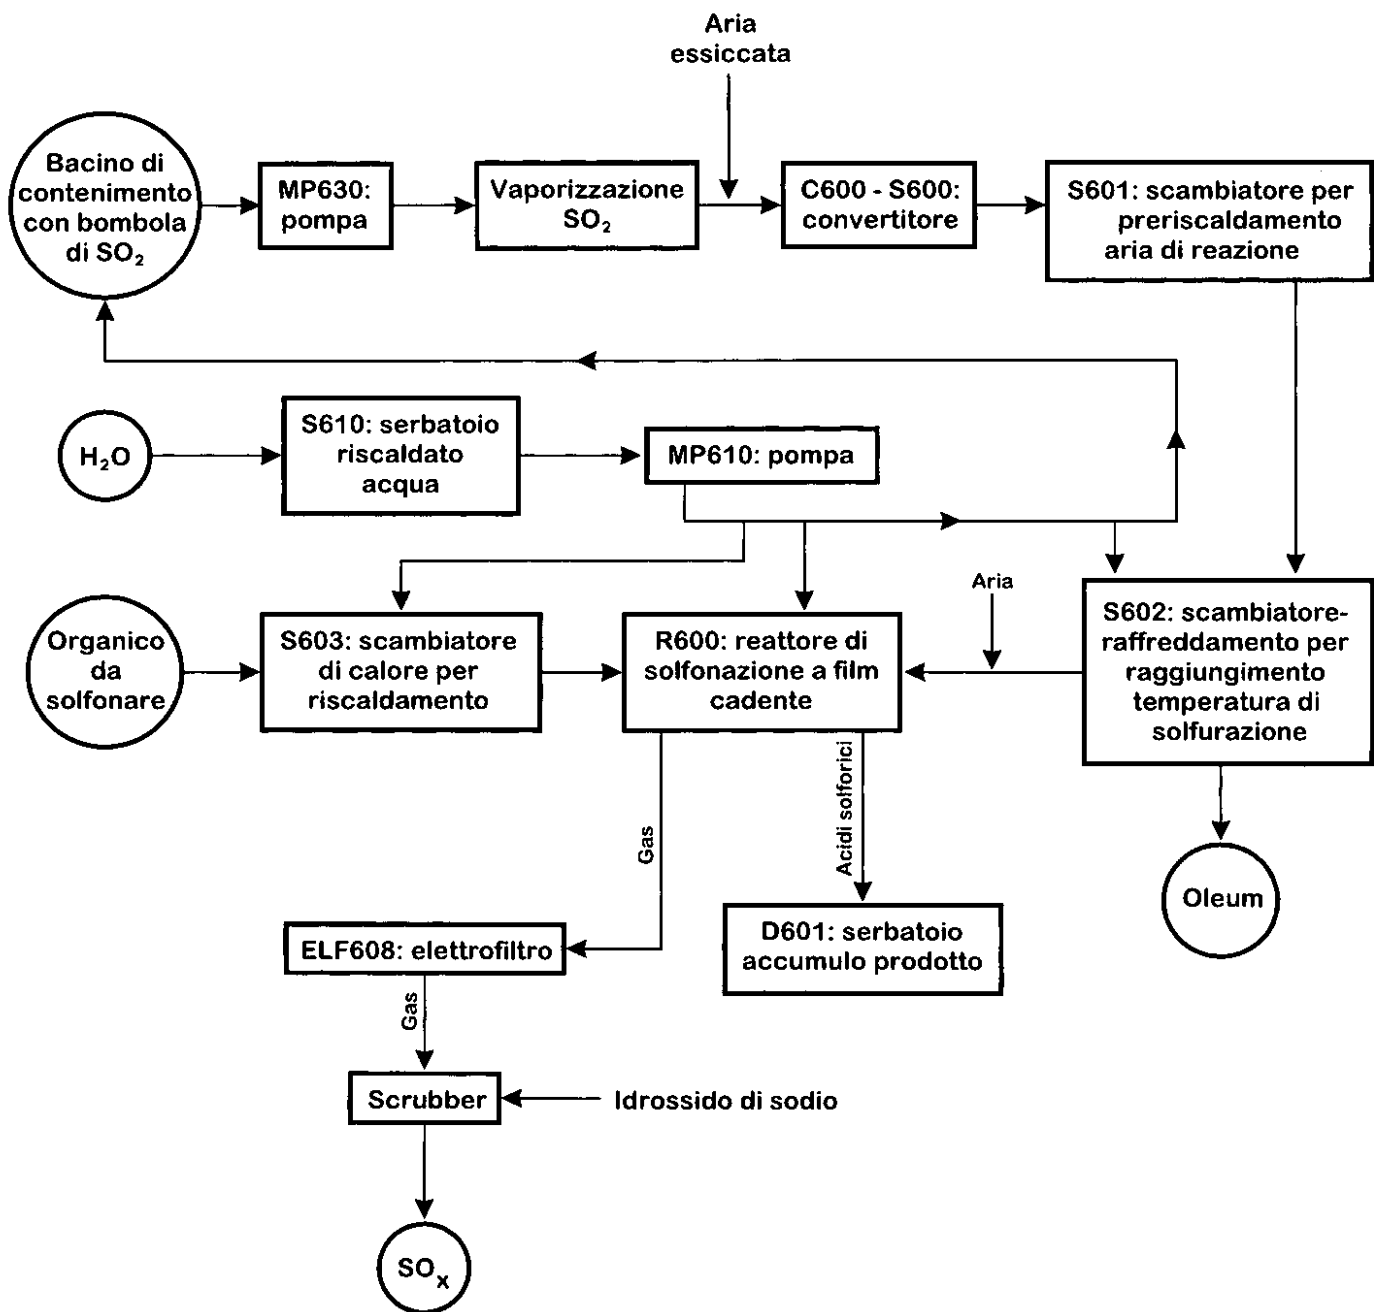 Aria
essiccata
Bacino di
contenimento
con bombola
di SO₂
MP630:
pompa
Vaporizzazione
SO₂
C600 - S600:
convertitore
S601: scambiatore per
preriscaldamento
aria di reazione
H₂O
S610: serbatoio
riscaldato
acqua
MP610: pompa
Organico
da
solfonare
S603: scambiatore
di calore per
riscaldamento
R600: reattore di
solfonazione a film
cadente
Aria
S602: scambiatore-
raffreddamento per
raggiungimento
temperatura di
solfurazione
Gas
Acidi solforici
Oleum
ELF608: elettrofiltro
D601: serbatoio
accumulo prodotto
Gas
Scrubber
Idrossido di sodio
SOₓ